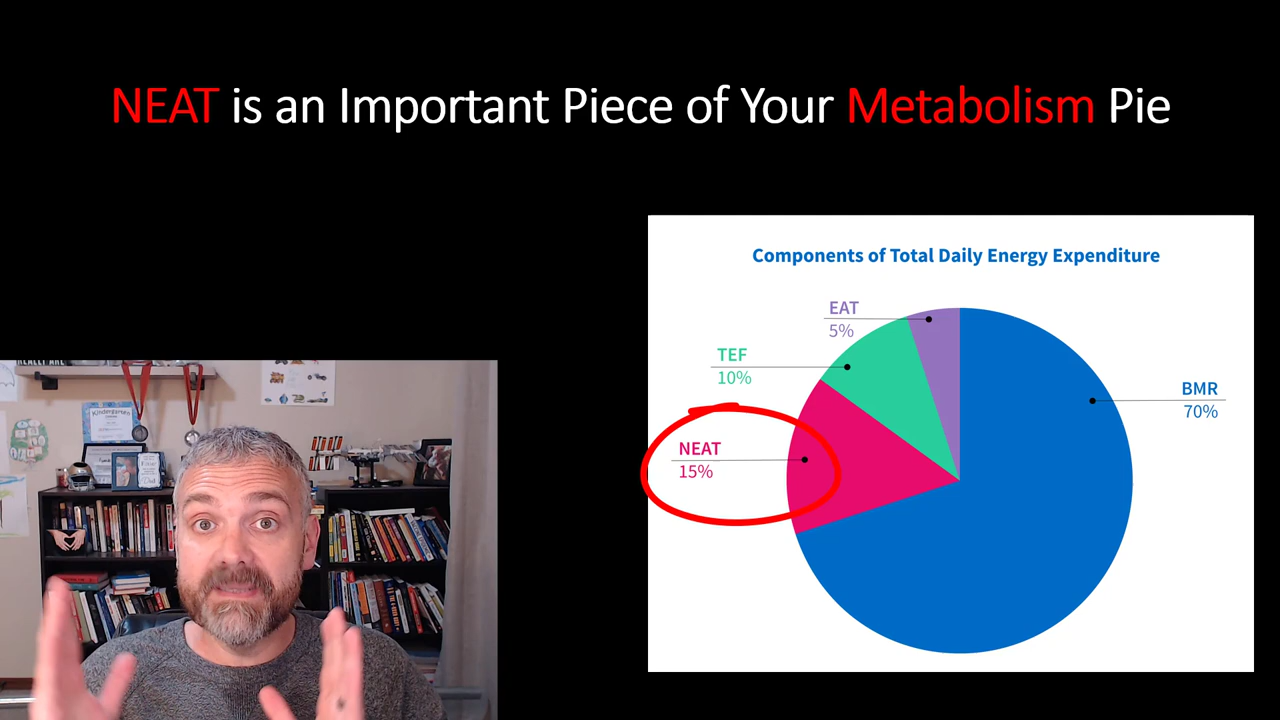 NEAT is an Important Piece of Your Metabolism Pie
Components of Total Daily Energy Expenditure
EAT
5%
TEF
10%
BMR
70%
NEAT
15%
Kindergarten